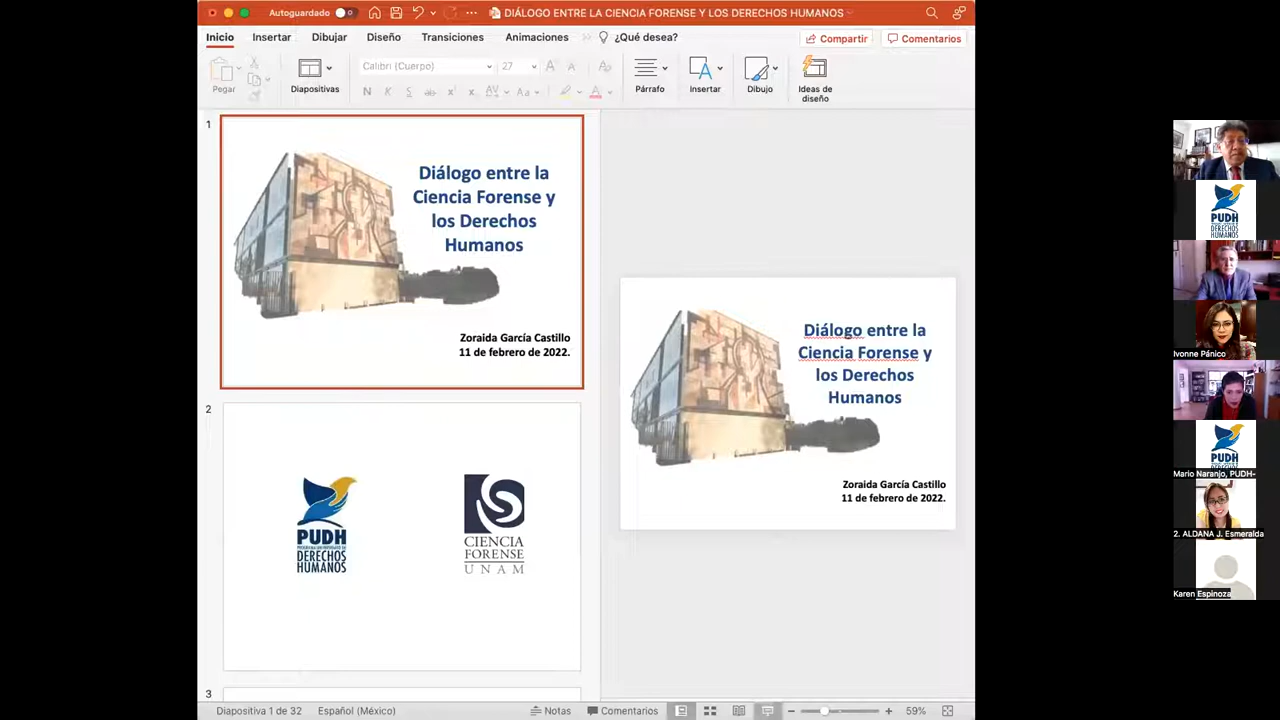 Autoguardado
DIÁLOGO ENTRE LA CIENCIA FORENSE Y LOS DERECHOS HUMANOS
Inicio
Insertar
Dibujar
Diseño
Transiciones
Animaciones
¿Qué desea?
Compartir
Comentarios
Pegar
Diapositivas
Calibri (Cuerpo)
27
N K S ab
Párrafo
Insertar
Dibujo
Ideas de
diseño
1
Diálogo entre la
Ciencia Forense y
los Derechos
Humanos
Zoraida García Castillo
11 de febrero de 2022.
2
PUDH
DERECHOS
HUMANOS
CIENCIA
FORENSE
UNAM
3
Diálogo entre la
Ciencia Forense y
los Derechos
Humanos
Zoraida García Castillo
11 de febrero de 2022.
PUDH
DERECHOS
HUMANOS
Ivonne Pánico
PUDH
Mario Naranjo, PUDH-
2. ALDANA J. Esmeralda
Karen Espinoza
Diapositiva 1 de 32
Español (México)
Notas
Comentarios
59%